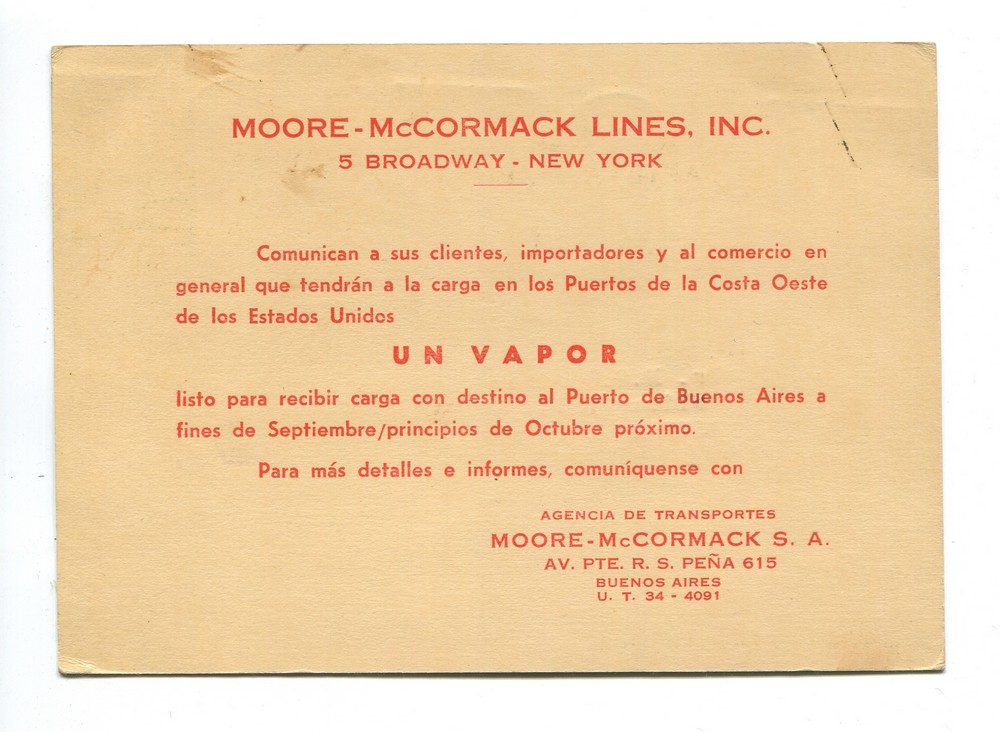 MOORE-McCORMACK LINES, INC.
5 BROADWAY - NEW YORK
Comunican a sus clientes, importadores y al comercio en
general que tendrán a la carga en los Puertos de la Costa Oeste
de los Estados Unidos
UN VAPOR
listo para recibir carga con destino al Puerto de Buenos Aires a
fines de Septiembre/principios de Octubre próximo.
Para más detalles e informes, comuníquense con
AGENCIA DE TRANSPORTES
MOORE-McCORMACK S. A.
AV. PTE. R. S. PEÑA 615
BUENOS AIRES
U. T. 34 - 4091